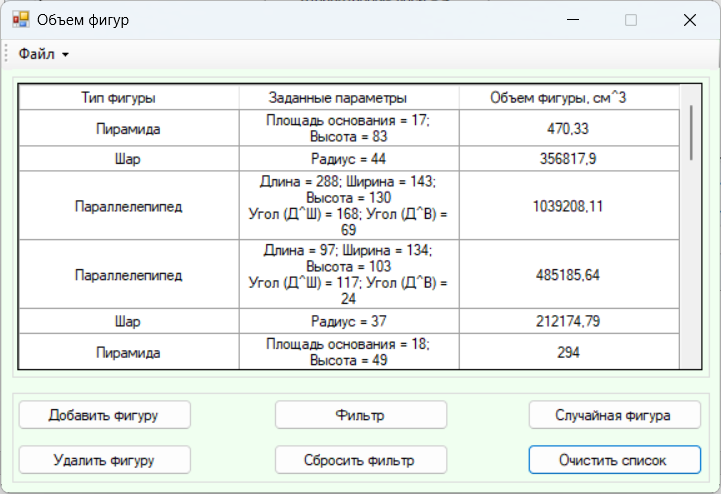 Объем фигур
Файл
Тип фигуры Заданные параметры Объем фигуры, см^3
Пирамида Площадь основания = 17;
Высота = 83 470,33
Шар Радиус = 44 356817,9
Параллелепипед Длина = 288; Ширина = 143;
Высота = 130
Угол (Д^Ш) = 168; Угол (Д^В) =
69 1039208,11
Параллелепипед Длина = 97; Ширина = 134;
Высота = 103
Угол (Д^Ш) = 117; Угол (Д^В) =
24 485185,64
Шар Радиус = 37 212174,79
Пирамида Площадь основания = 18;
Высота = 49 294
Добавить фигуру Фильтр Случайная фигура
Удалить фигуру Сбросить фильтр Очистить список